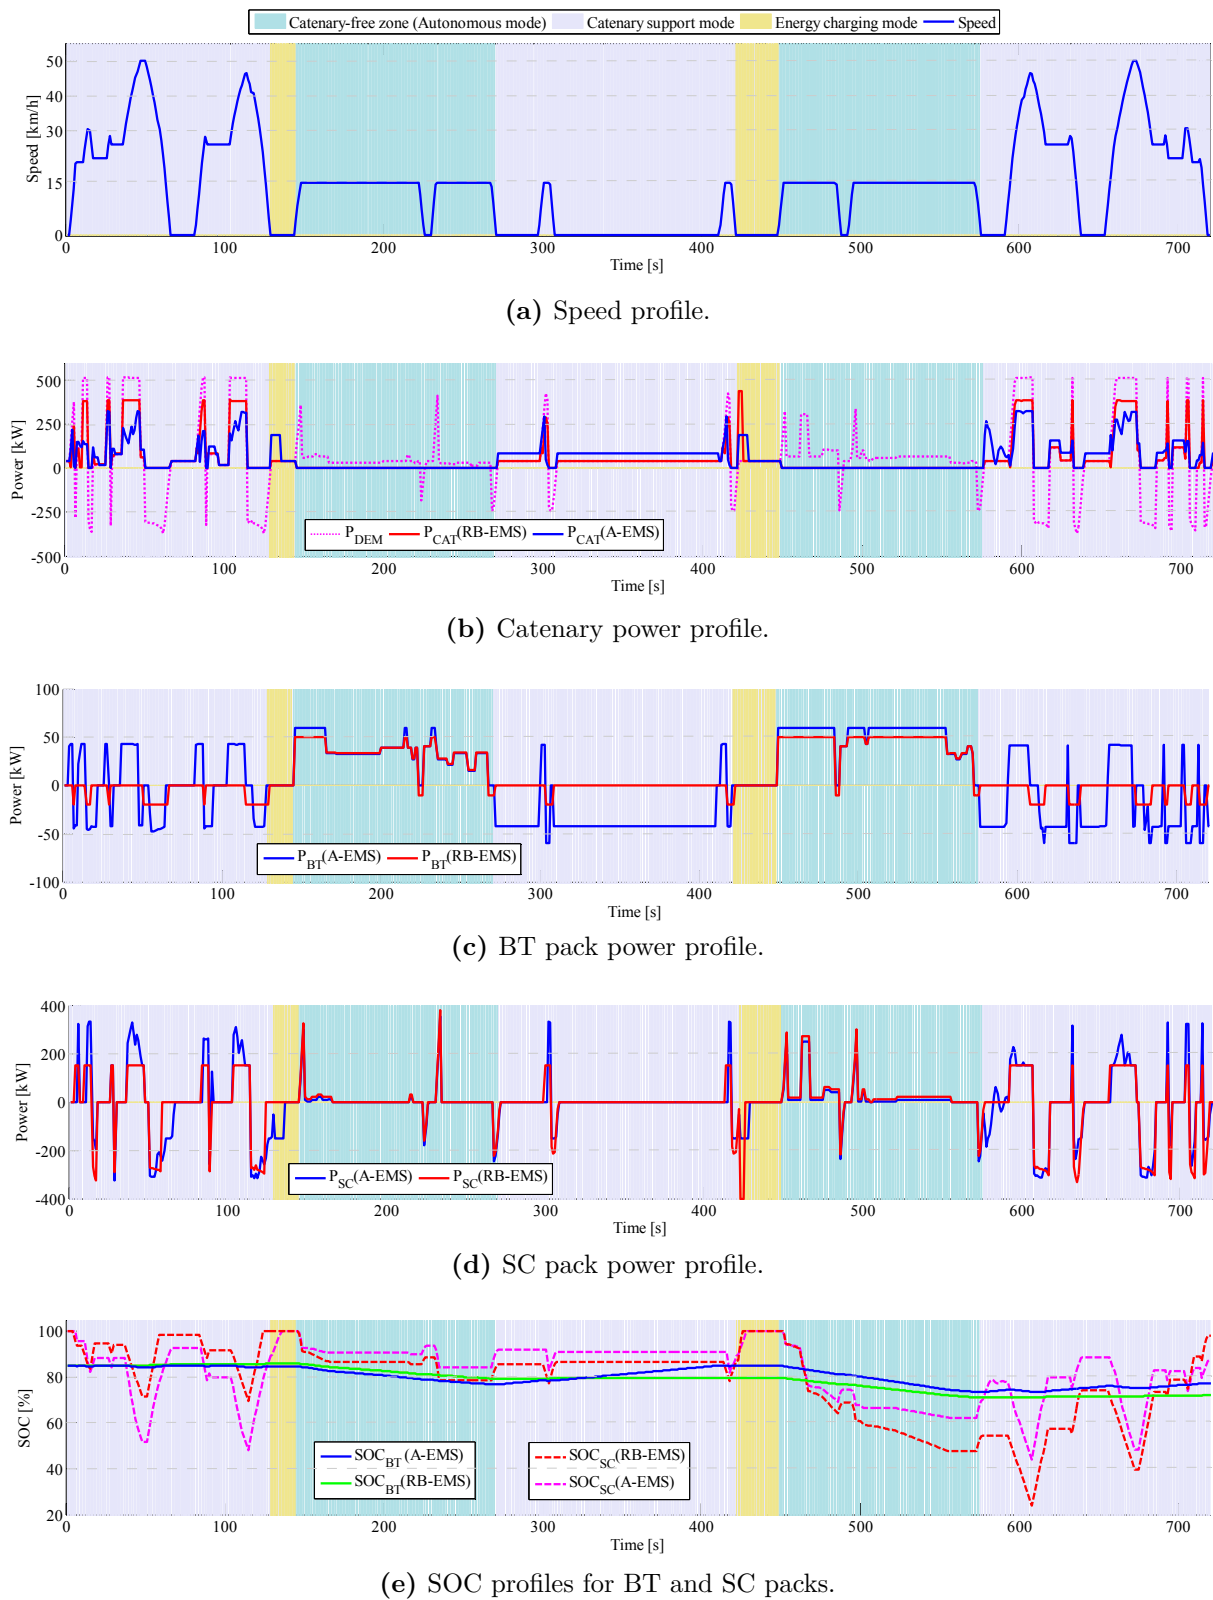 Catenary-free zone (Autonomous mode) Catenary support mode Energy charging mode Speed
50
40
30
15
0
Speed [km/h]
0 100 200 300 400 500 600 700
Time [s]
(a) Speed profile.
500
250
0
-250
-500
Power [kW]
P_DEM P_CAT(RB-EMS) P_CAT(A-EMS)
0 100 200 300 400 500 600 700
Time [s]
(b) Catenary power profile.
100
50
0
-50
-100
Power [kW]
P_BT(A-EMS) P_BT(RB-EMS)
0 100 200 300 400 500 600 700
Time [s]
(c) BT pack power profile.
400
200
0
-200
-400
Power [kW]
P_SC(A-EMS) P_SC(RB-EMS)
0 100 200 300 400 500 600 700
Time [s]
(d) SC pack power profile.
100
80
60
40
20
SOC [%]
SOC_BT(A-EMS) SOC_SC(RB-EMS)
SOC_BT(RB-EMS) SOC_SC(A-EMS)
0 100 200 300 400 500 600 700
Time [s]
(e) SOC profiles for BT and SC packs.